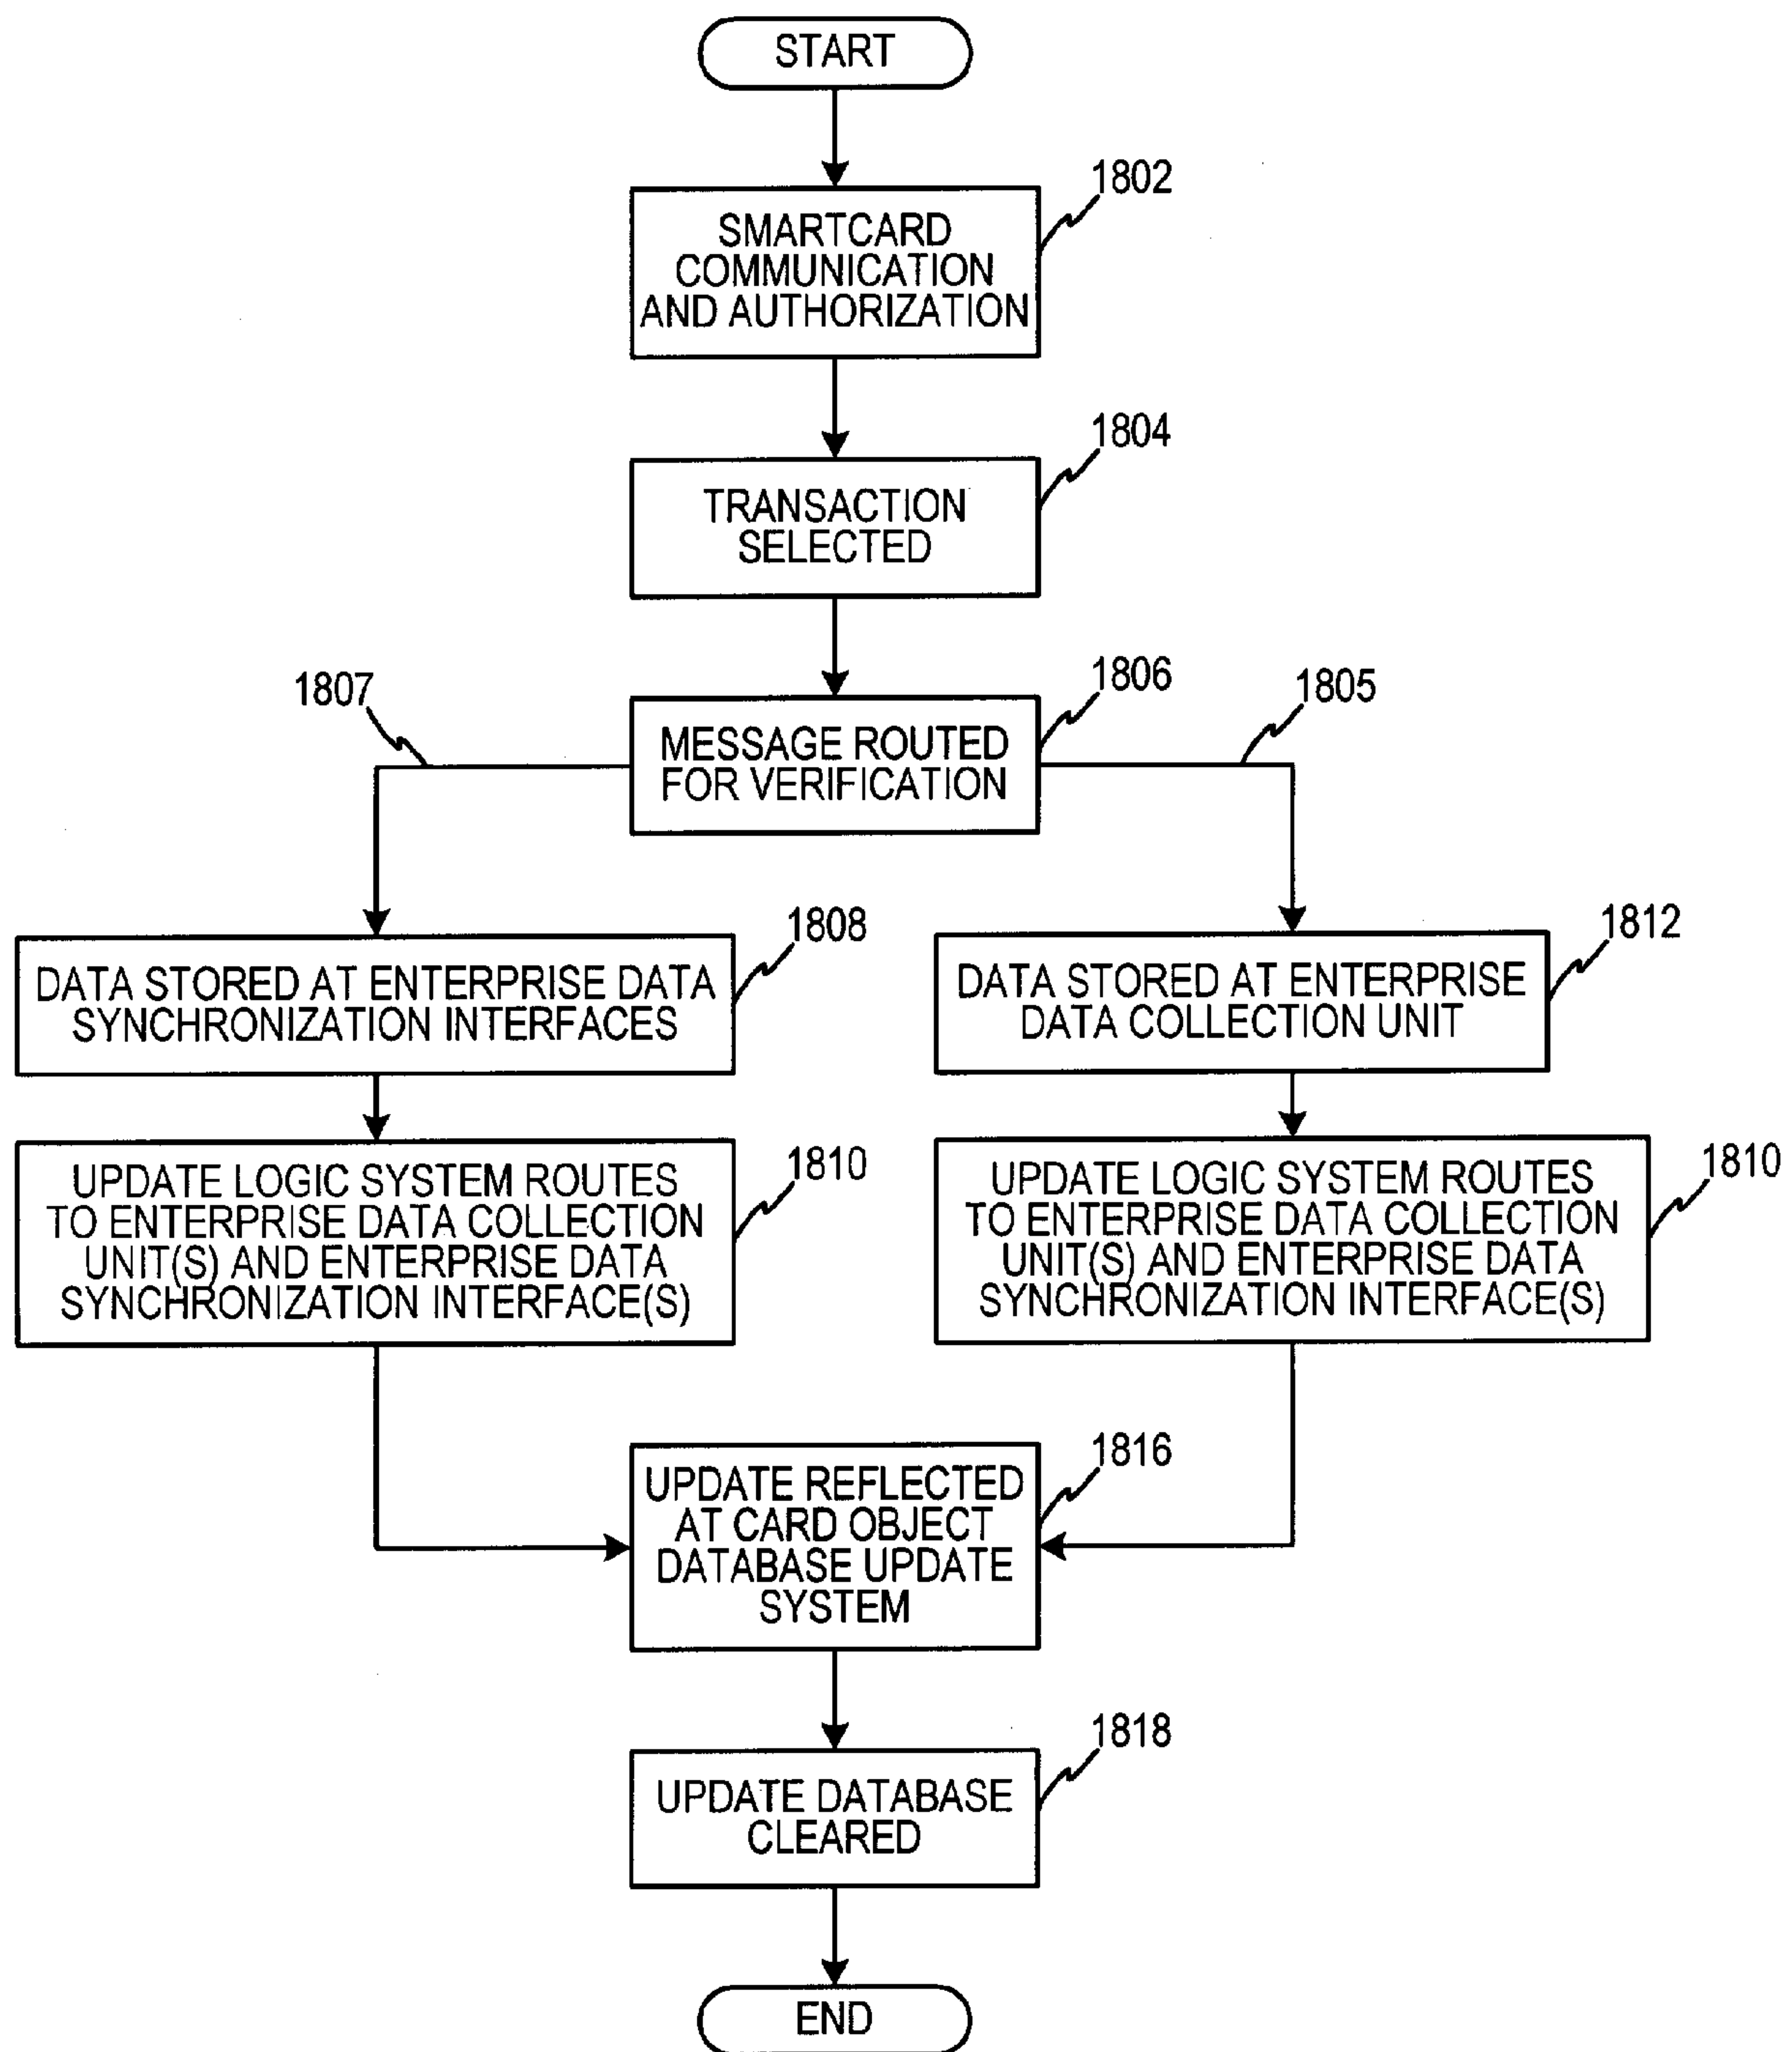 START
1802
SMARTCARD
COMMUNICATION
AND AUTHORIZATION
1804
TRANSACTION
SELECTED
1807
1806
1805
MESSAGE ROUTED
FOR VERIFICATION
1808
DATA STORED AT ENTERPRISE DATA
SYNCHRONIZATION INTERFACES
1812
DATA STORED AT ENTERPRISE
DATA COLLECTION UNIT
1810
UPDATE LOGIC SYSTEM ROUTES
TO ENTERPRISE DATA COLLECTION
UNIT(S) AND ENTERPRISE DATA
SYNCHRONIZATION INTERFACE(S)
1810
UPDATE LOGIC SYSTEM ROUTES
TO ENTERPRISE DATA COLLECTION
UNIT(S) AND ENTERPRISE DATA
SYNCHRONIZATION INTERFACE(S)
1816
UPDATE REFLECTED
AT CARD OBJECT
DATABASE UPDATE
SYSTEM
1818
UPDATE DATABASE
CLEARED
END